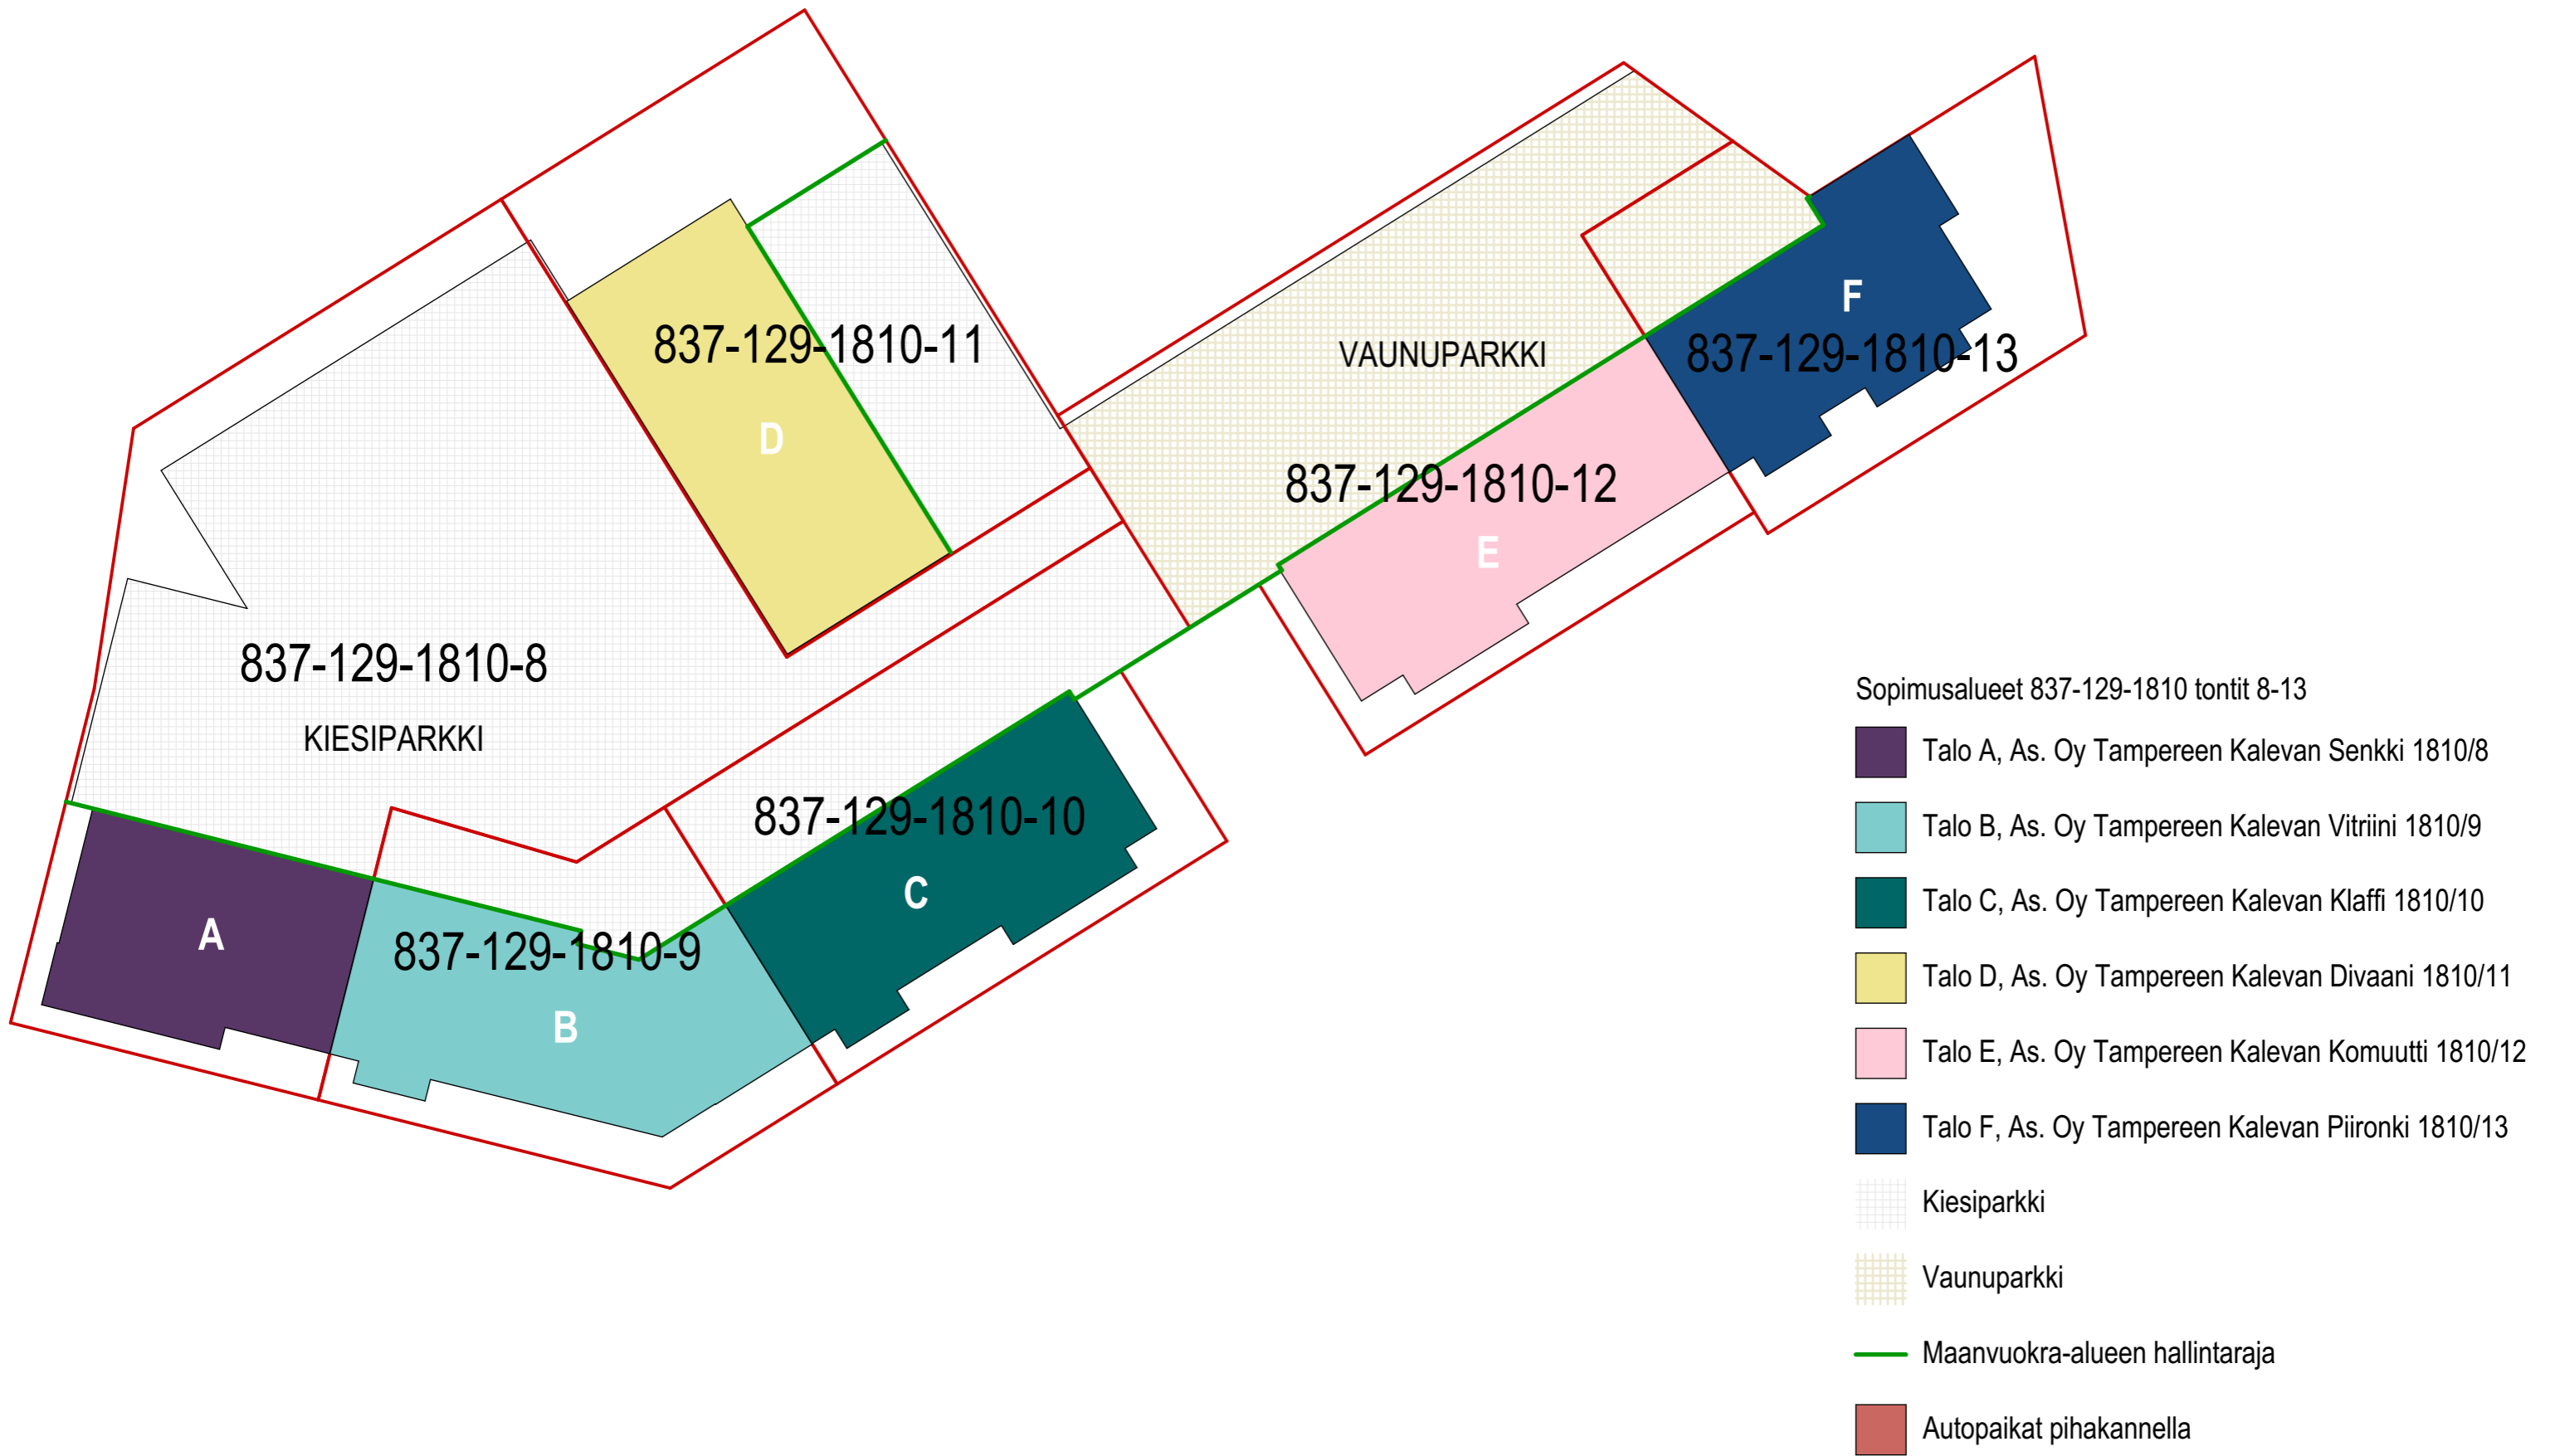 837-129-1810-11
D
VAUNUPARKKI
F
837-129-1810-13
837-129-1810-12
E
837-129-1810-8
KIESIPARKKI
837-129-1810-10
C
A
837-129-1810-9
B
Sopimusalueet 837-129-1810 tontit 8-13
Talo A, As. Oy Tampereen Kalevan Senkki 1810/8
Talo B, As. Oy Tampereen Kalevan Vitriini 1810/9
Talo C, As. Oy Tampereen Kalevan Klaffi 1810/10
Talo D, As. Oy Tampereen Kalevan Divaani 1810/11
Talo E, As. Oy Tampereen Kalevan Komuutti 1810/12
Talo F, As. Oy Tampereen Kalevan Piironki 1810/13
Kiesiparkki
Vaunuparkki
Maanvuokra-alueen hallintaraja
Autopaikat pihakannella